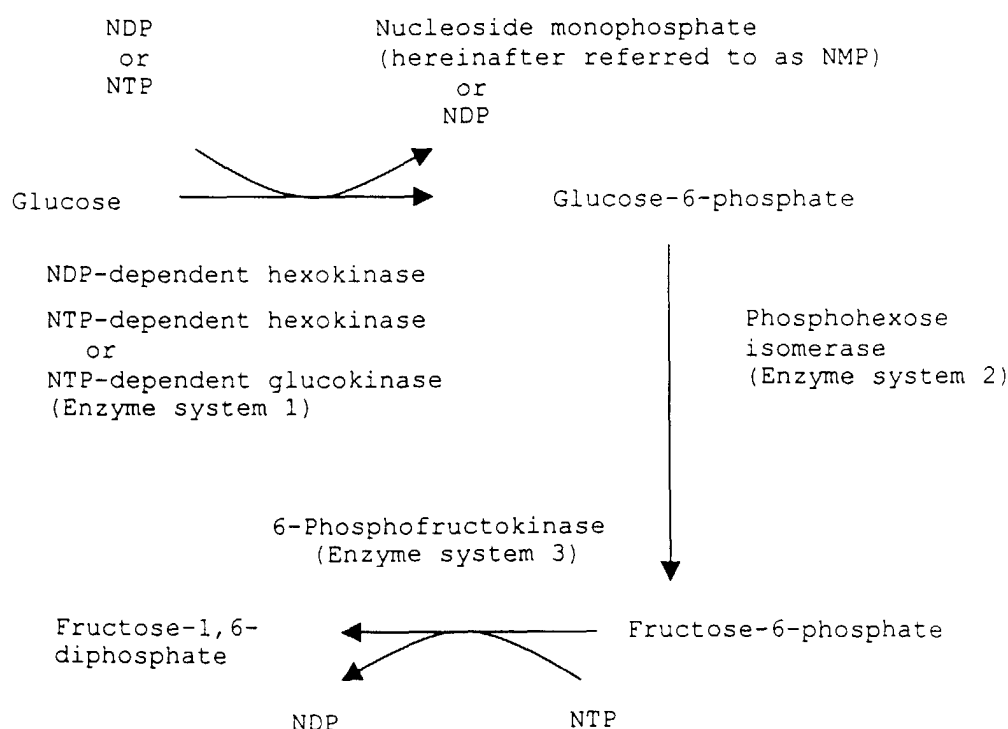 NDP
or
NTP
Nucleoside monophosphate
(hereinafter referred to as NMP)
or
NDP
Glucose
Glucose-6-phosphate
NDP-dependent hexokinase
NTP-dependent hexokinase
or
NTP-dependent glucokinase
(Enzyme system 1)
Phosphohexose
isomerase
(Enzyme system 2)
6-Phosphofructokinase
(Enzyme system 3)
Fructose-1,6-
diphosphate
Fructose-6-phosphate
NDP
NTP